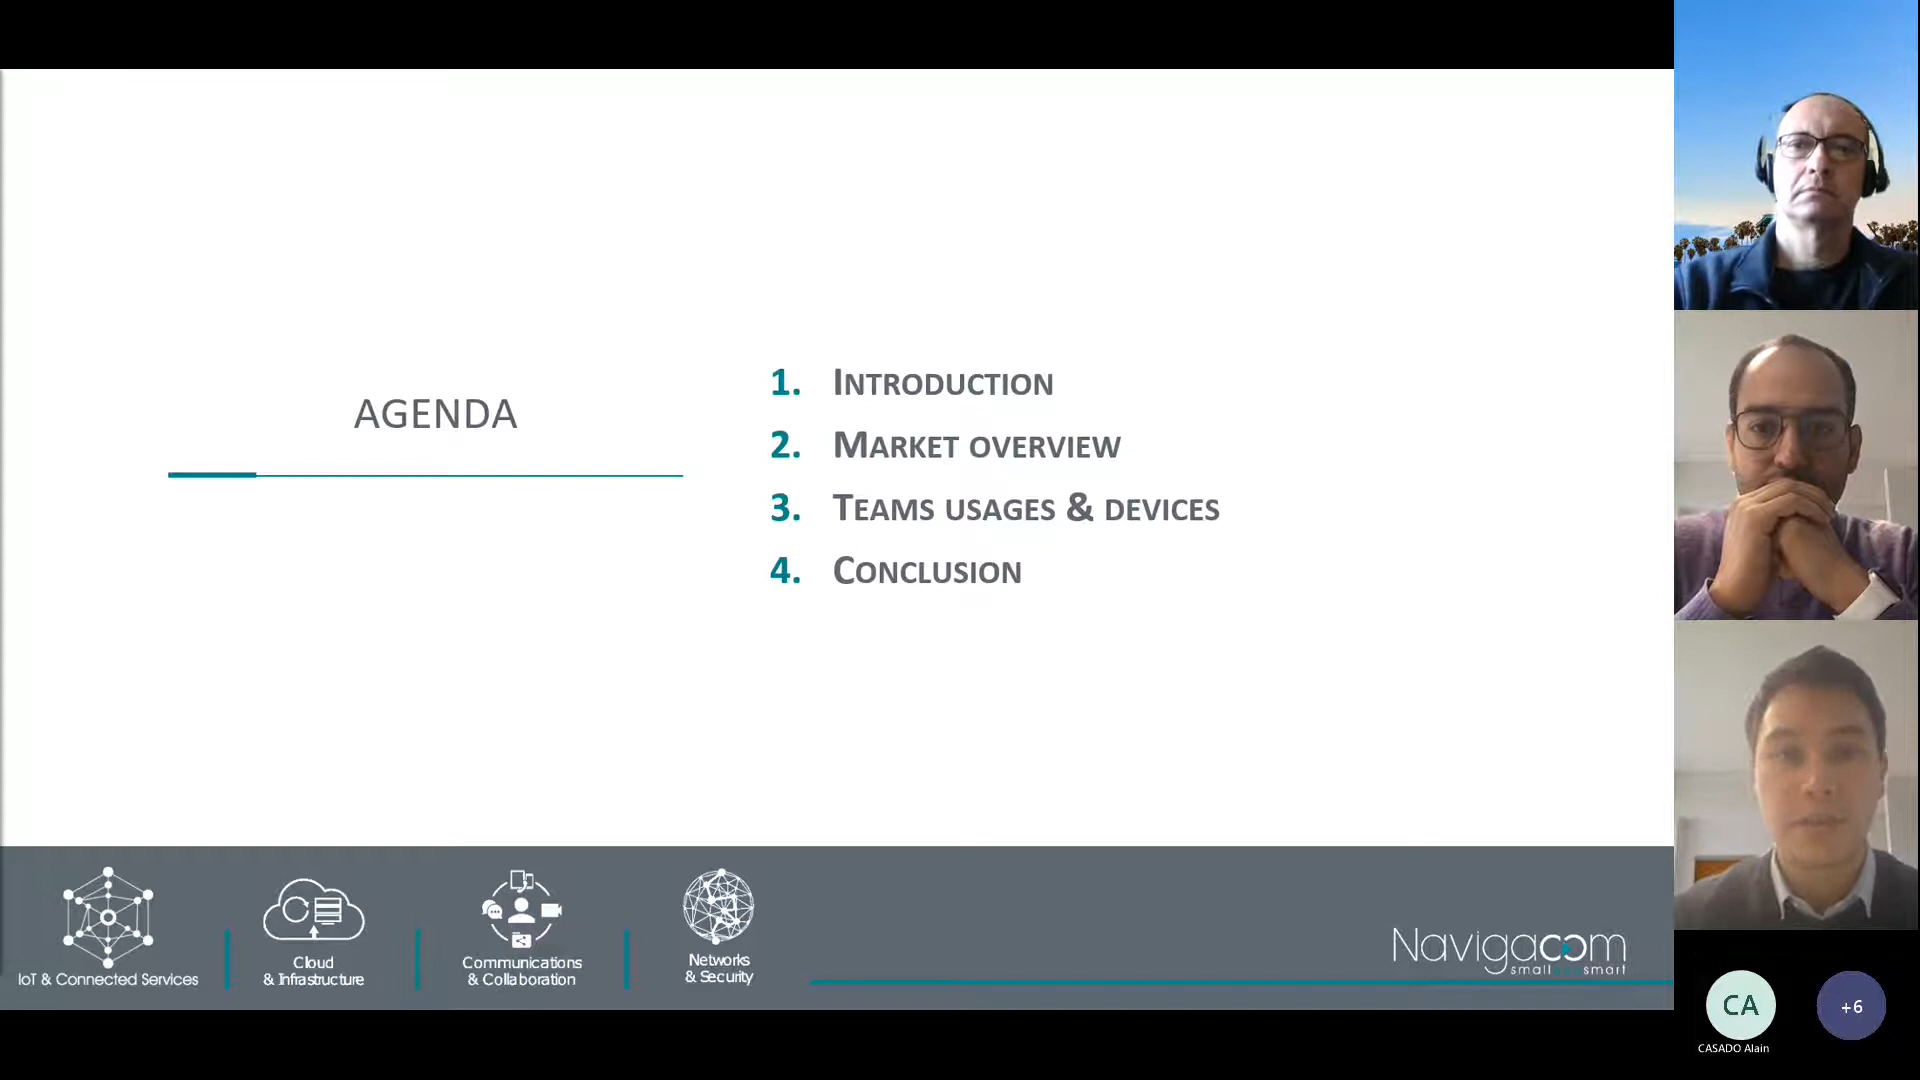 AGENDA
1. INTRODUCTION
2. MARKET OVERVIEW
3. TEAMS USAGES & DEVICES
4. CONCLUSION
IoT & Connected Services
Cloud
& Infrastructure
Communications
& Collaboration
Networks
& Security
Navigacom
small and smart
CA
+6
CASADO Alain